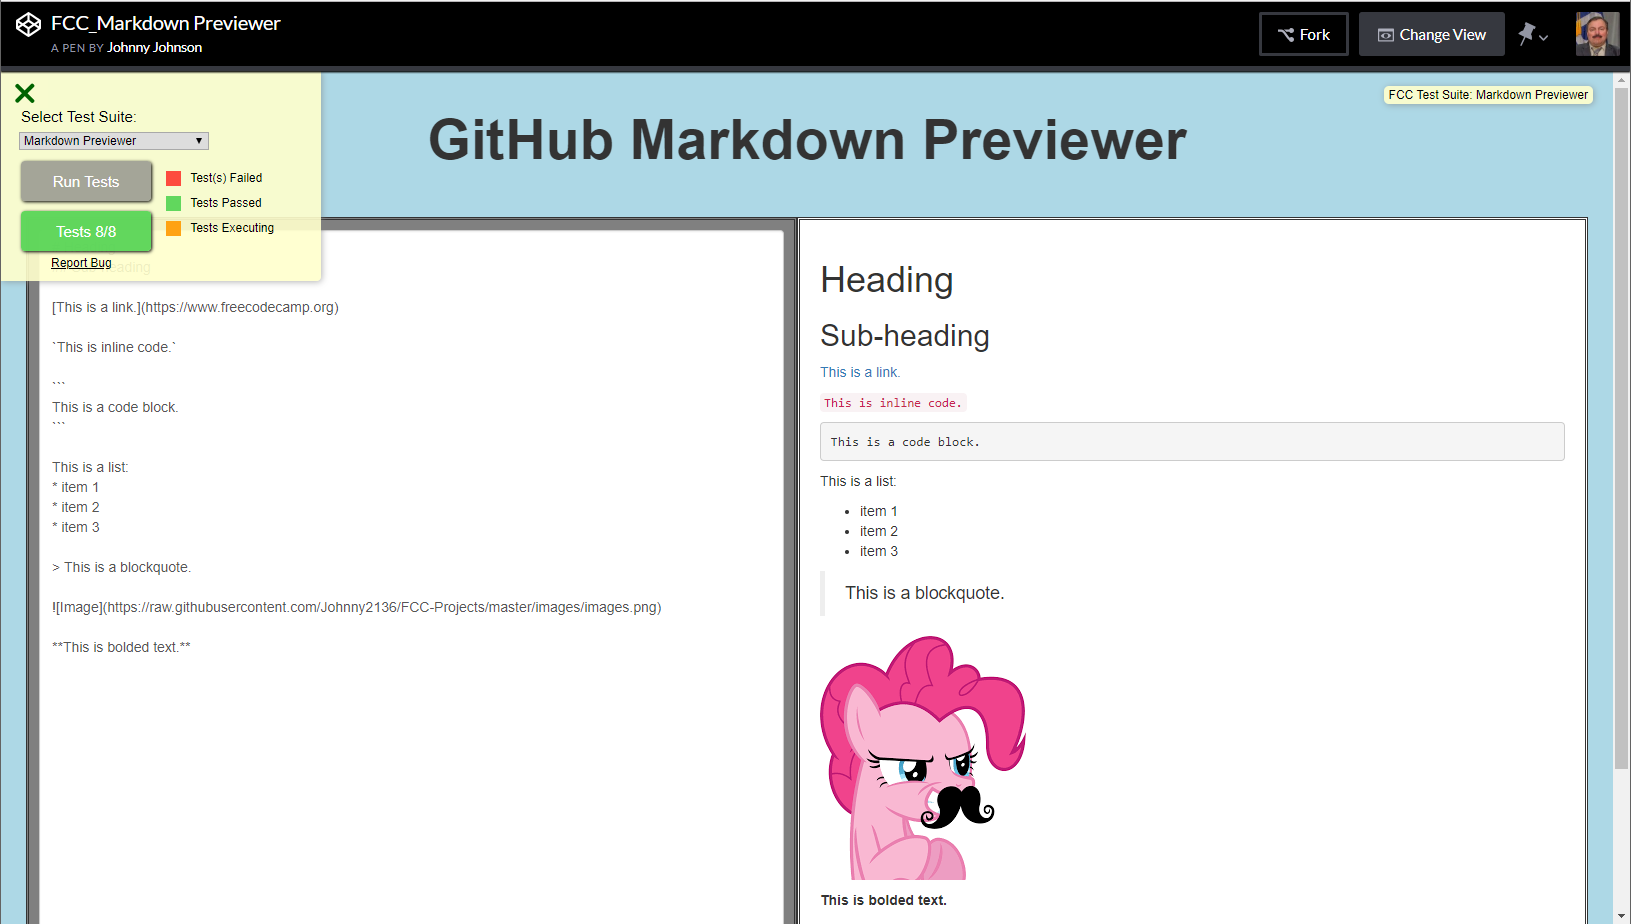 FCC_Markdown Previewer
A PEN BY Johnny Johnson
Fork
Change View
Select Test Suite:
Markdown Previewer
Run Tests
Tests 8/8
Test(s) Failed
Tests Passed
Tests Executing
Report Bug
FCC Test Suite: Markdown Previewer
GitHub Markdown Previewer
[This is a link.](https://www.freecodecamp.org)
`This is inline code.`
```
This is a code block.
```
This is a list:
* item 1
* item 2
* item 3
> This is a blockquote.
![Image](https://raw.githubusercontent.com/Johnny2136/FCC-Projects/master/images/images.png)
**This is bolded text.**
Heading
Sub-heading
This is a link.
This is inline code.
This is a code block.
This is a list:
• item 1
• item 2
• item 3
This is a blockquote.
This is bolded text.